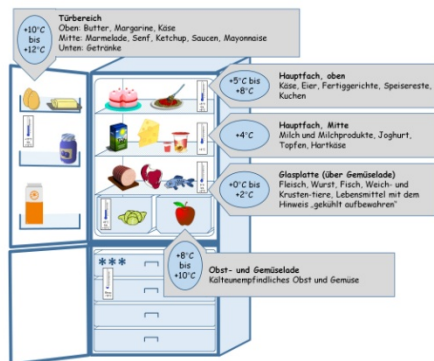 +10°C
bis
+12°C
Türbereich
Oben: Butter, Margarine, Käse
Mitte: Marmelade, Senf, Ketchup, Saucen, Mayonnaise
Unten: Getränke
+5°C bis
+8°C
Hauptfach, oben
Käse, Eier, Fertiggerichte, Speisereste,
Kuchen
+4°C
Hauptfach, Mitte
Milch und Milchprodukte, Joghurt,
Topfen, Hartkäse
+0°C bis
+2°C
Glasplatte (über Gemüselade)
Fleisch, Wurst, Fisch, Weich- und
Krusten-tiere, Lebensmittel mit dem
Hinweis „gekühlt aufbewahren“
+8°C
bis
+10°C
Obst- und Gemüselade
Kälteunempfindliches Obst und Gemüse